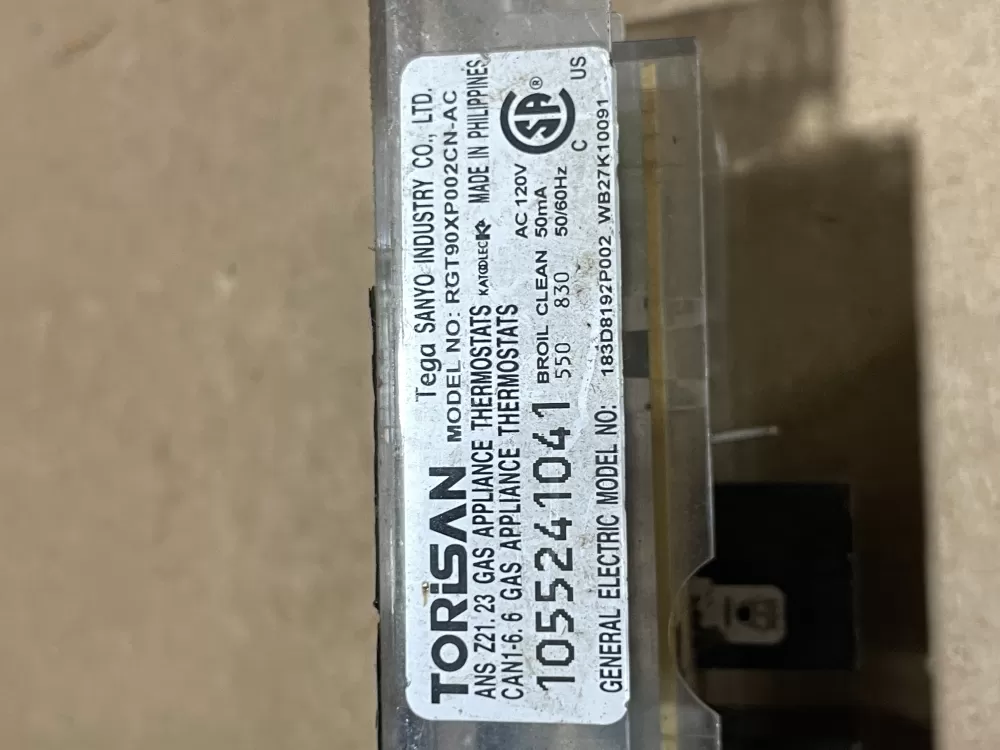 TORiSAN Tega SANYO INDUSTRY CO., LTD.
MODEL NO: RGT90XP002CN-AC
ANS Z21.23 GAS APPLIANCE THERMOSTATS KATOOLEC K MADE IN PHILIPPINES
CAN1-6.6 GAS APPLIANCE THERMOSTATS
1055241041 BROIL CLEAN AC 120V
550 830 50mA
50/60Hz
SA ®
C US
GENERAL ELECTRIC MODEL NO: 183D8192P002 WB27K10091